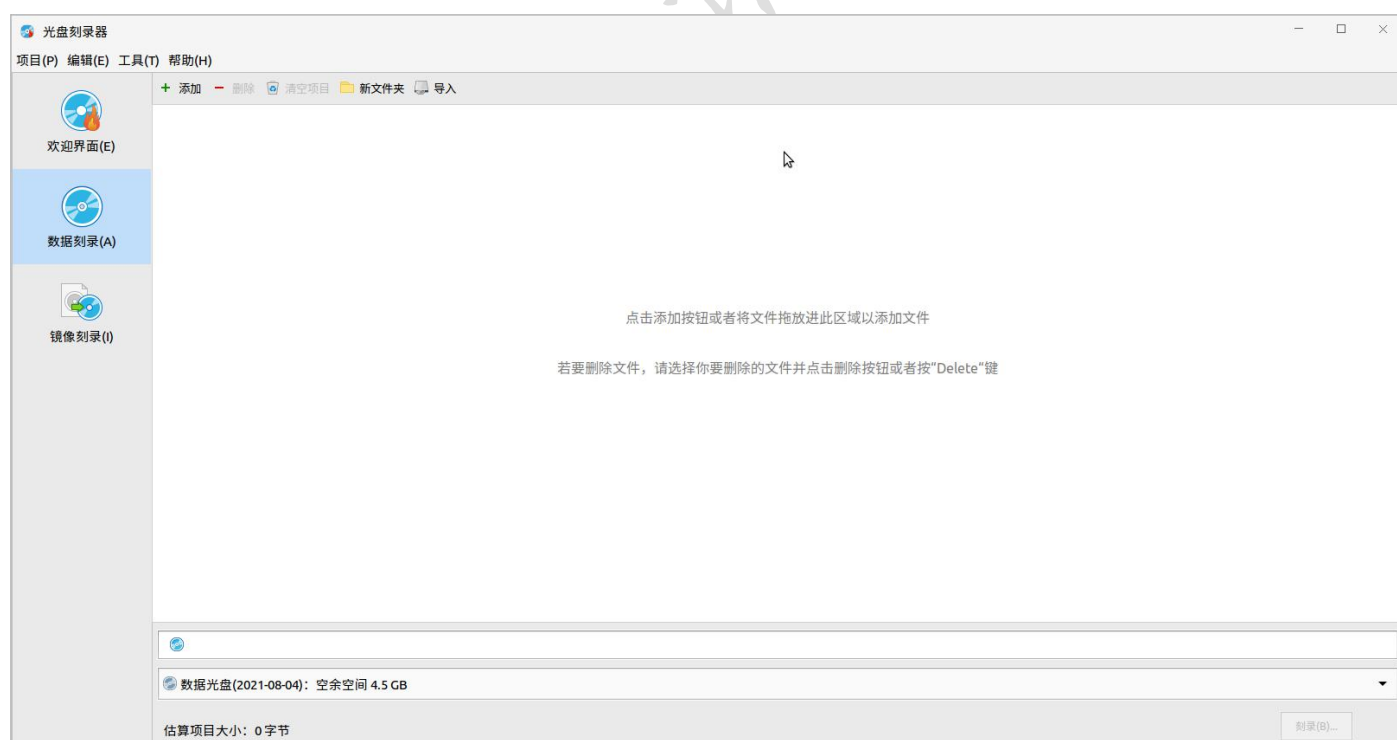 光盘刻录器
项目(P) 编辑(E) 工具(T) 帮助(H)
添加 删除 清空项目 新文件夹 导入
欢迎界面(E)
数据刻录(A)
镜像刻录(I)
点击添加按钮或者将文件拖放进此区域以添加文件
若要删除文件，请选择你要删除的文件并点击删除按钮或者按"Delete"键
数据光盘(2021-08-04)：空余空间 4.5 GB
估算项目大小：0 字节
刻录(B)...